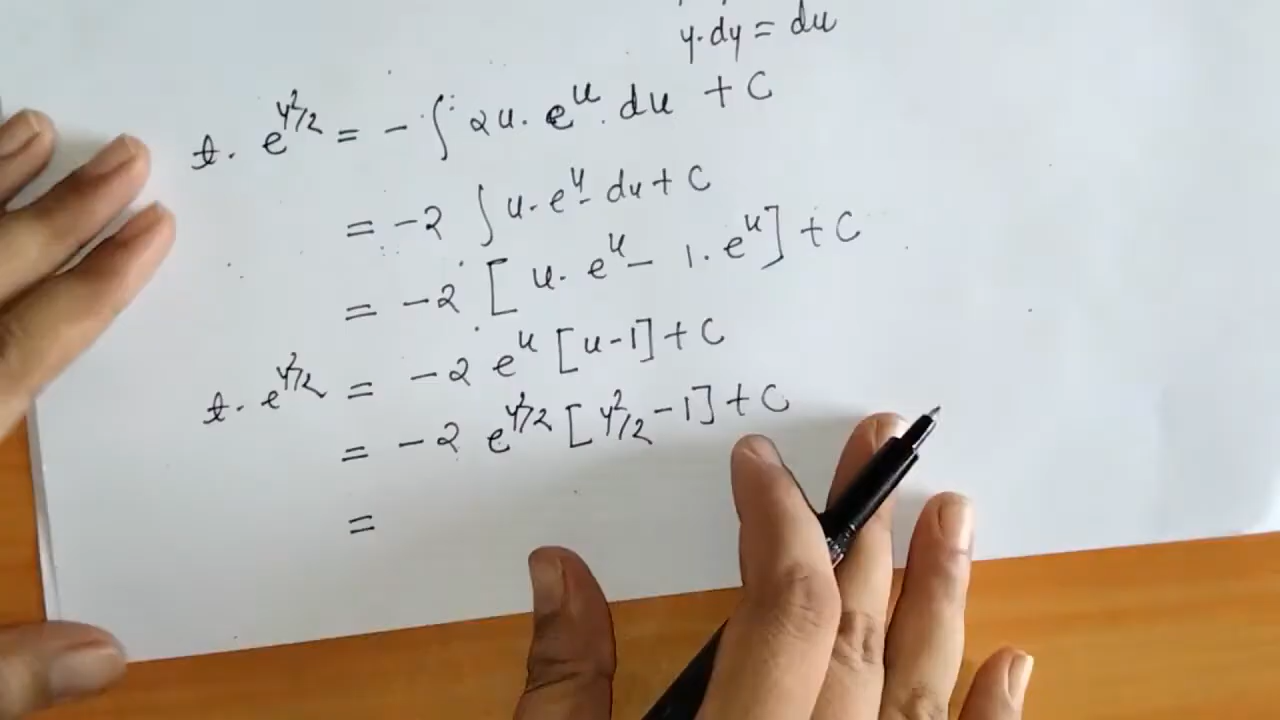 y·dy = du
t. e^{y²/2} = - ∫ 2u. e^u. du + C
= -2 ∫ u. e^u du + C
= -2 [u. e^u - 1. e^u] + C
t. e^{y²/2} = -2 e^u [u-1] + C
= -2 e^{y²/2} [y²/2 -1] + C
=